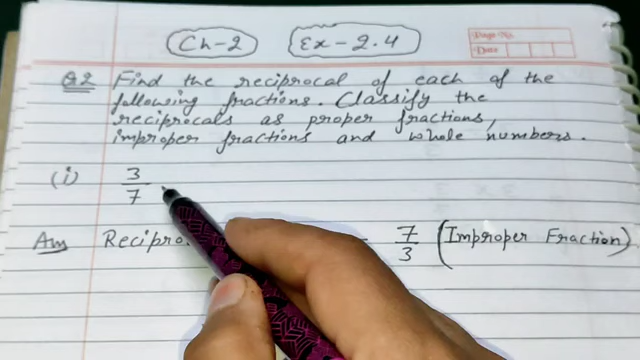 Ch-2 Ex - 2.4
Page No.
Date
Q2 Find the reciprocal of each of the
following fractions. Classify the
reciprocals as proper fractions,
improper fractions and whole numbers.
(i) 3/7
Ans Recipro. = 7/3 (Improper Fraction)